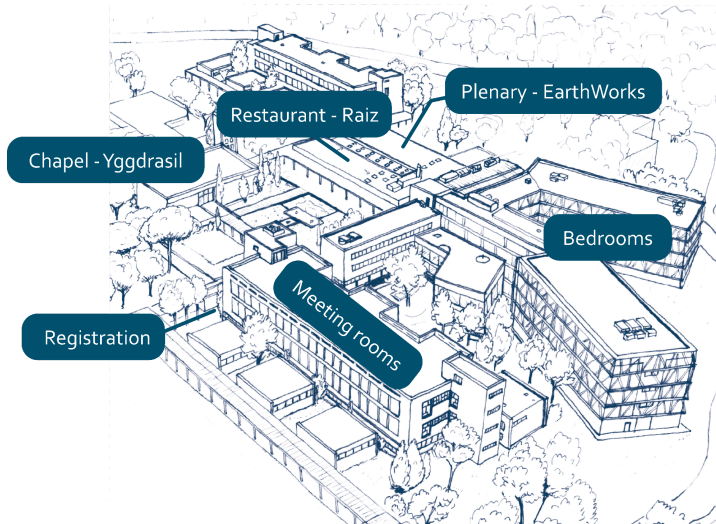 Plenary - EarthWorks
Restaurant - Raiz
Chapel - Yggdrasil
Bedrooms
Meeting rooms
Registration